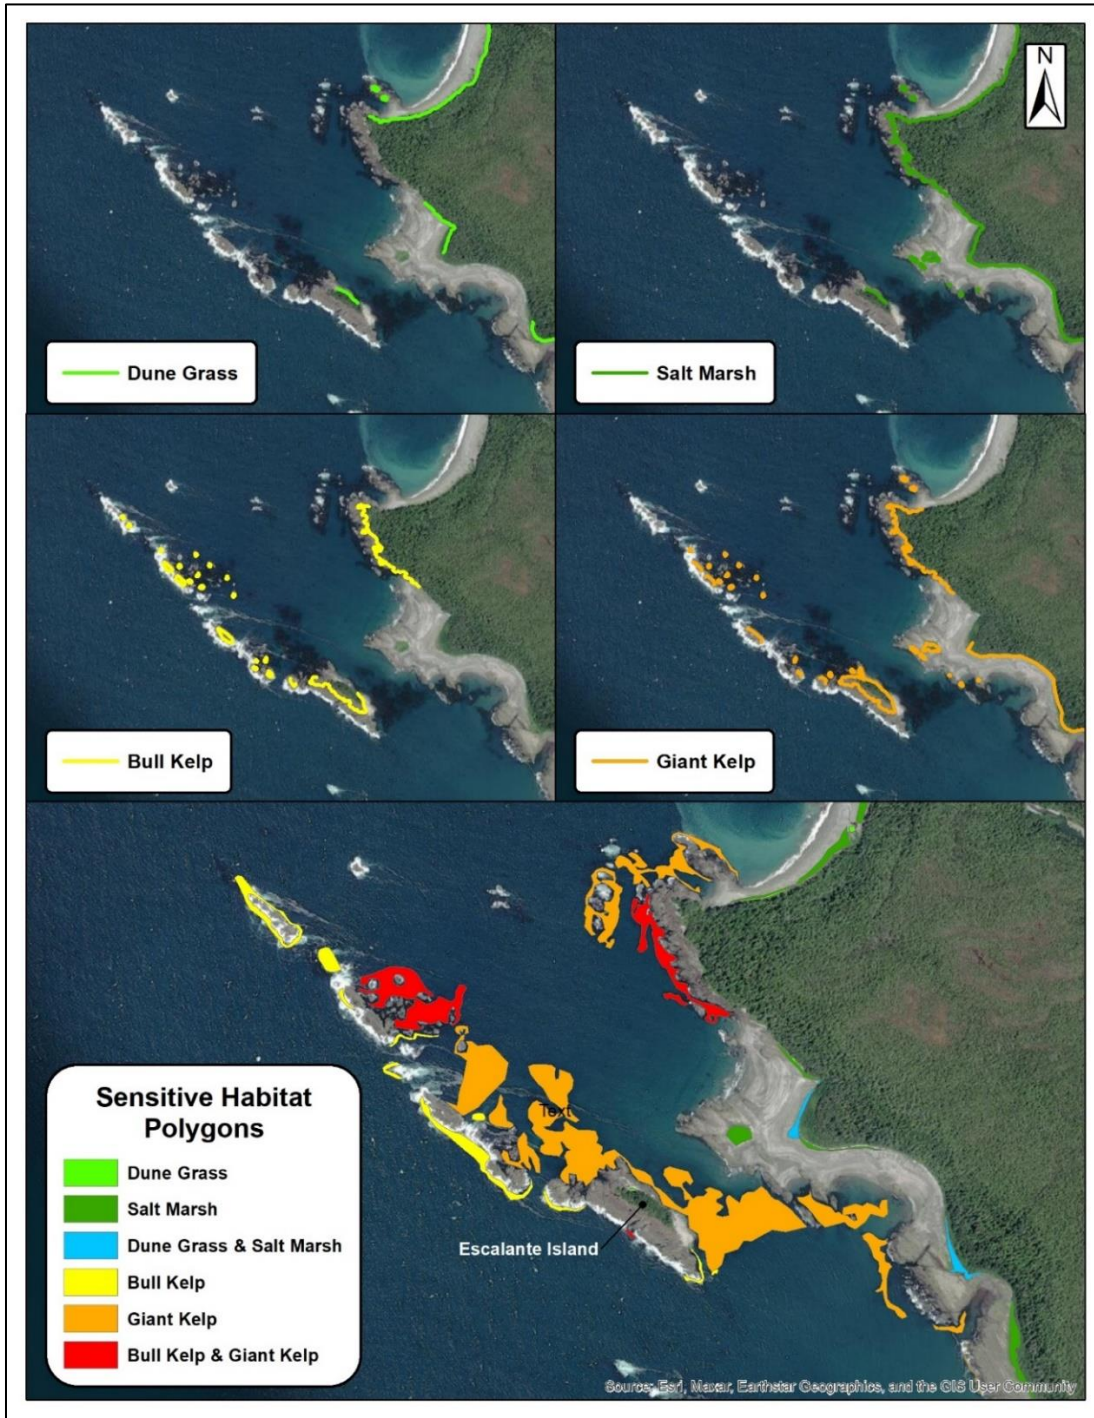 N
Dune Grass
Salt Marsh
Bull Kelp
Giant Kelp
Text
Escalante Island
Sensitive Habitat
Polygons
Dune Grass
Salt Marsh
Dune Grass & Salt Marsh
Bull Kelp
Giant Kelp
Bull Kelp & Giant Kelp
Source: Esri, Maxar, Earthstar Geographics, and the GIS User Community